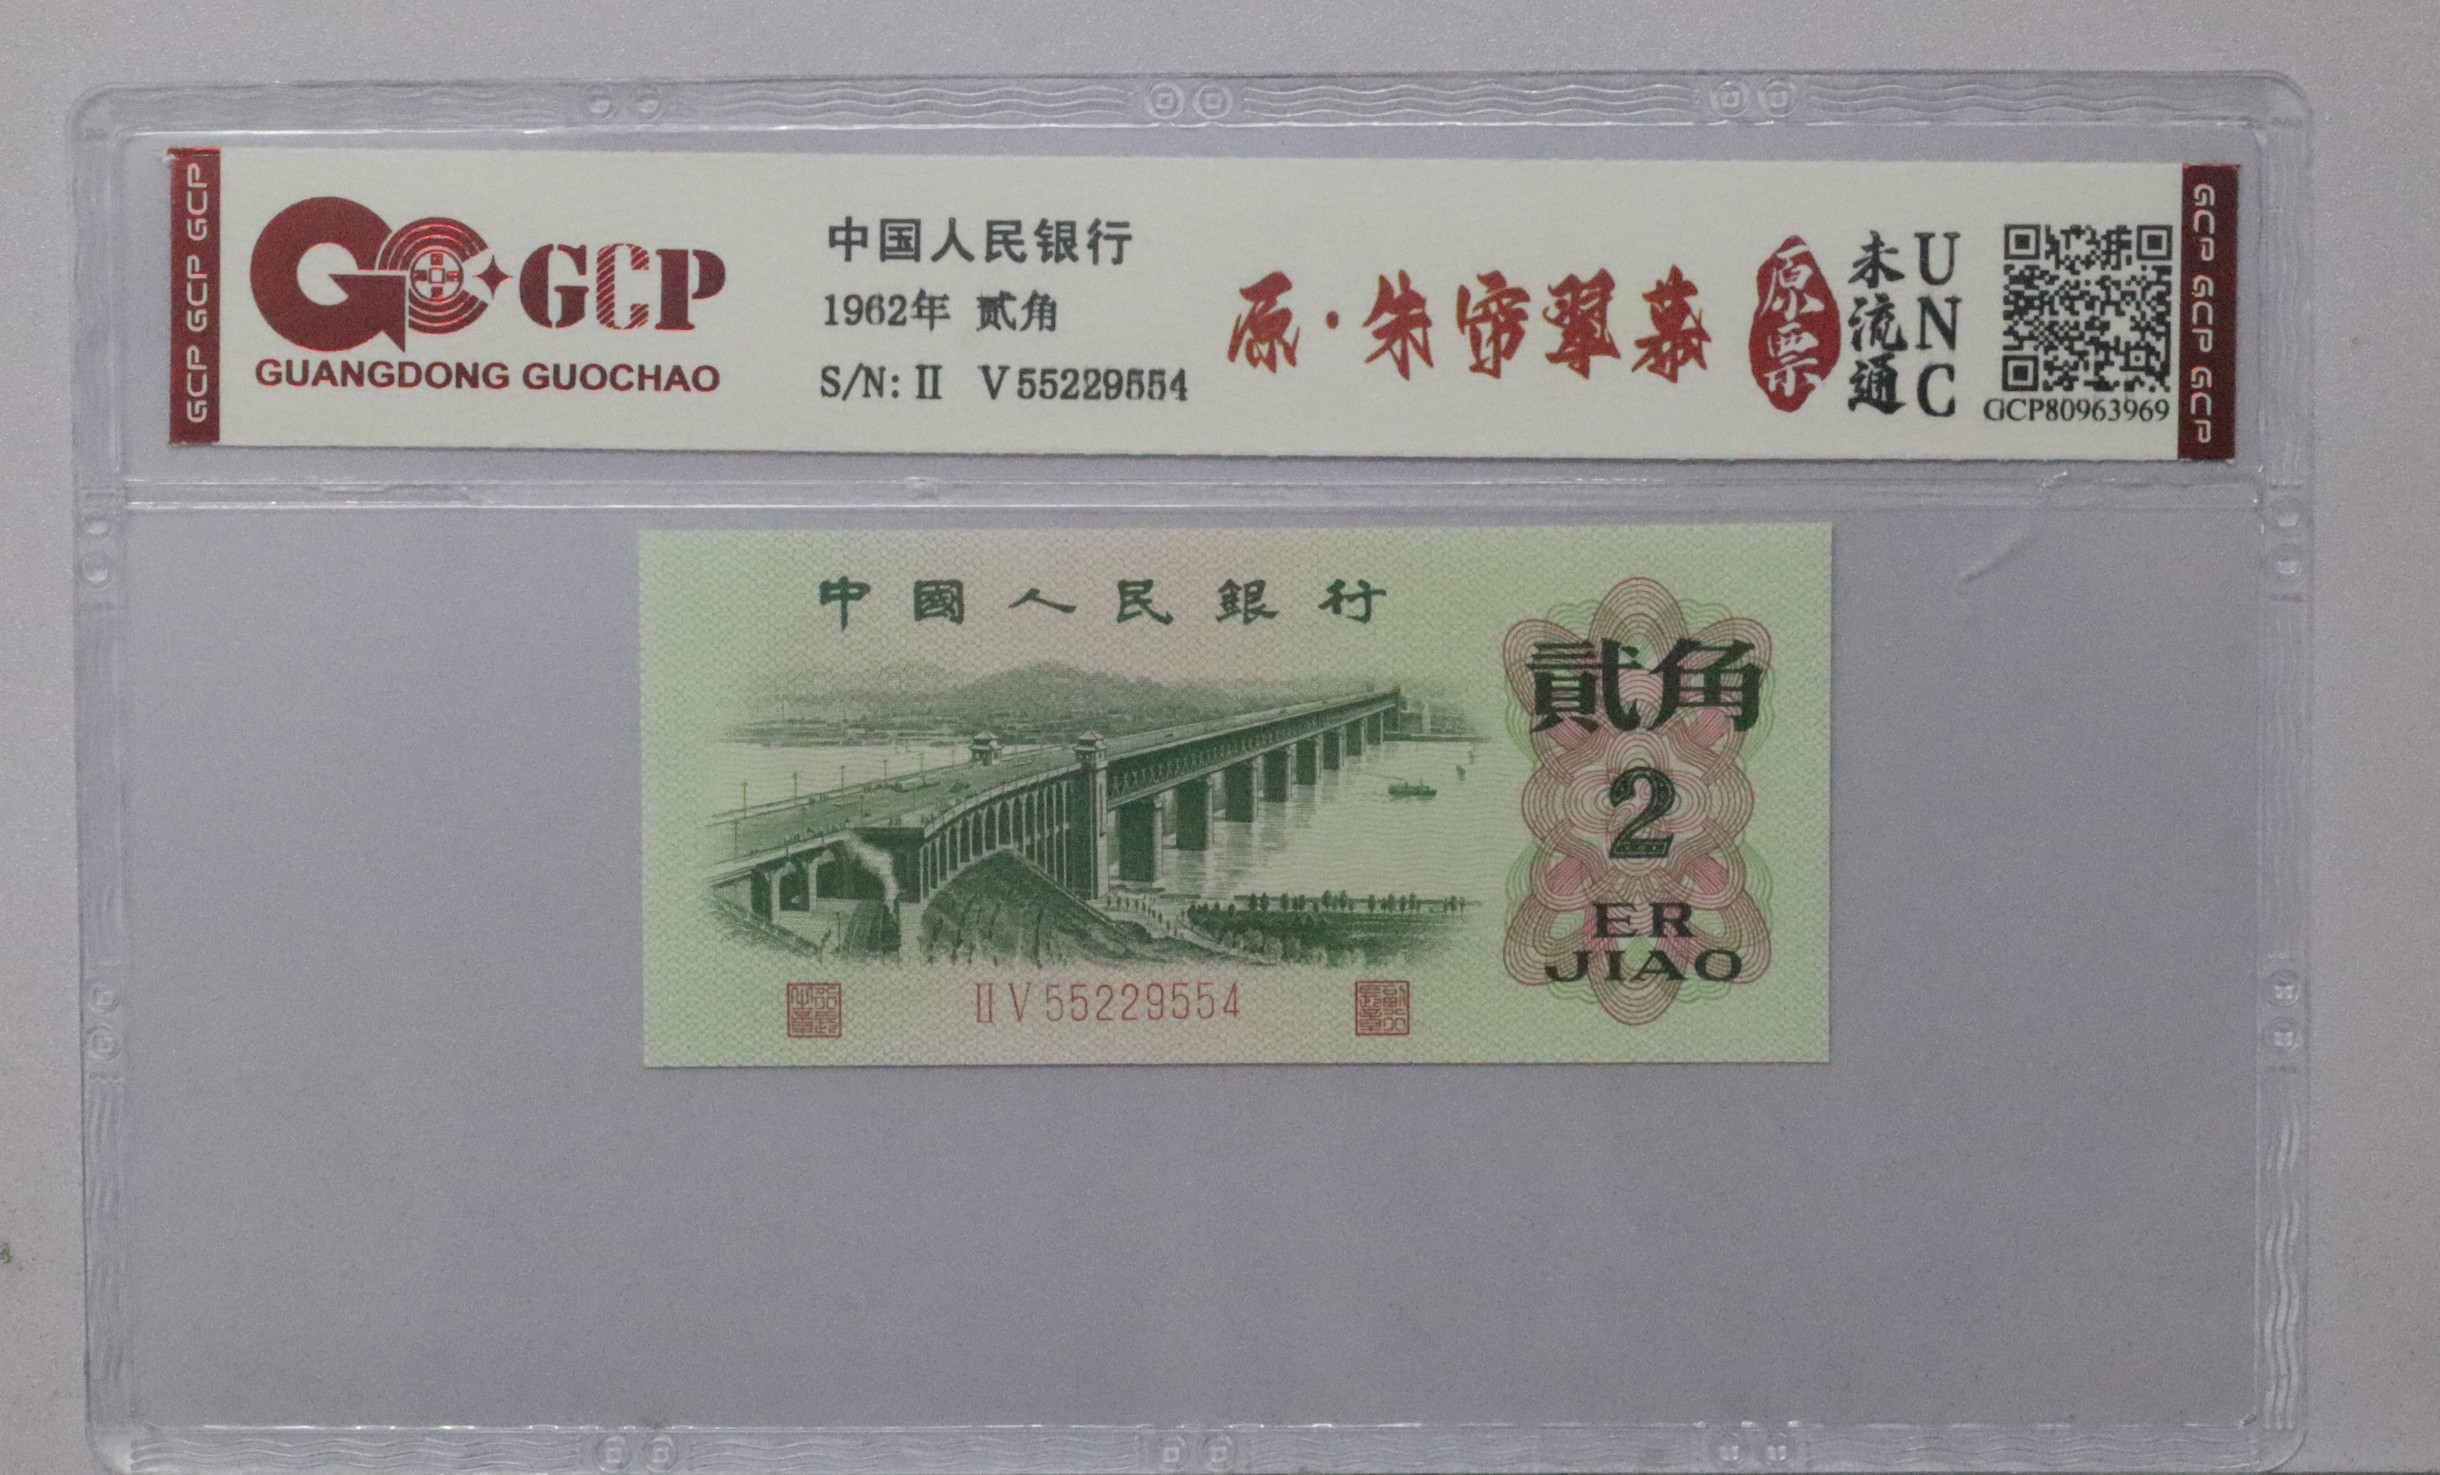 GCP GCP GCP
GCP
GUANGDONG GUOCHAO
中国人民银行
1962年 贰角
S/N: II V55229554
原·朱帘翠幕
原票
未流通
UNC
GCP80963969
GCP GCP GCP
中國人民銀行
貳角
2
ER
JIAO
II V 55229554